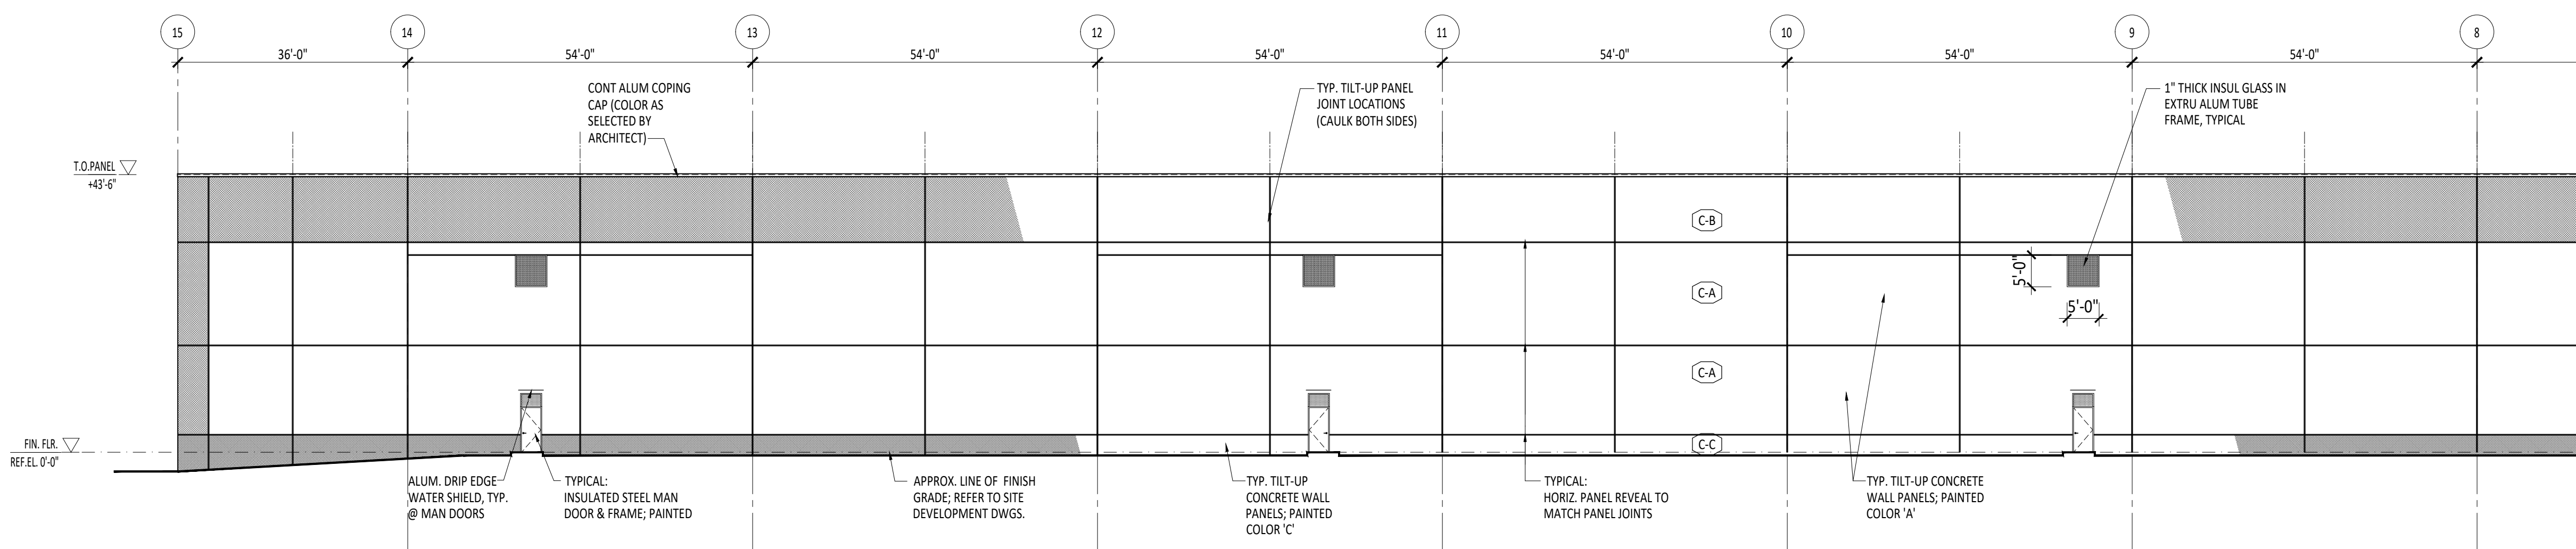 15
14
13
12
11
10
9
8
36'-0"
54'-0"
54'-0"
54'-0"
54'-0"
54'-0"
54'-0"
CONT ALUM COPING
CAP (COLOR AS
SELECTED BY
ARCHITECT)
TYP. TILT-UP PANEL
JOINT LOCATIONS
(CAULK BOTH SIDES)
1" THICK INSUL GLASS IN
EXTRU ALUM TUBE
FRAME, TYPICAL
T.O.PANEL
+43'-6"
C-B
C-A
5'-0"
5'-0"
C-A
C-C
FIN. FLR.
REF.EL. 0'-0"
ALUM. DRIP EDGE
WATER SHIELD, TYP.
@ MAN DOORS
TYPICAL:
INSULATED STEEL MAN
DOOR & FRAME; PAINTED
APPROX. LINE OF FINISH
GRADE; REFER TO SITE
DEVELOPMENT DWGS.
TYP. TILT-UP
CONCRETE WALL
PANELS; PAINTED
COLOR 'C'
TYPICAL:
HORIZ. PANEL REVEAL TO
MATCH PANEL JOINTS
TYP. TILT-UP CONCRETE
WALL PANELS; PAINTED
COLOR 'A'